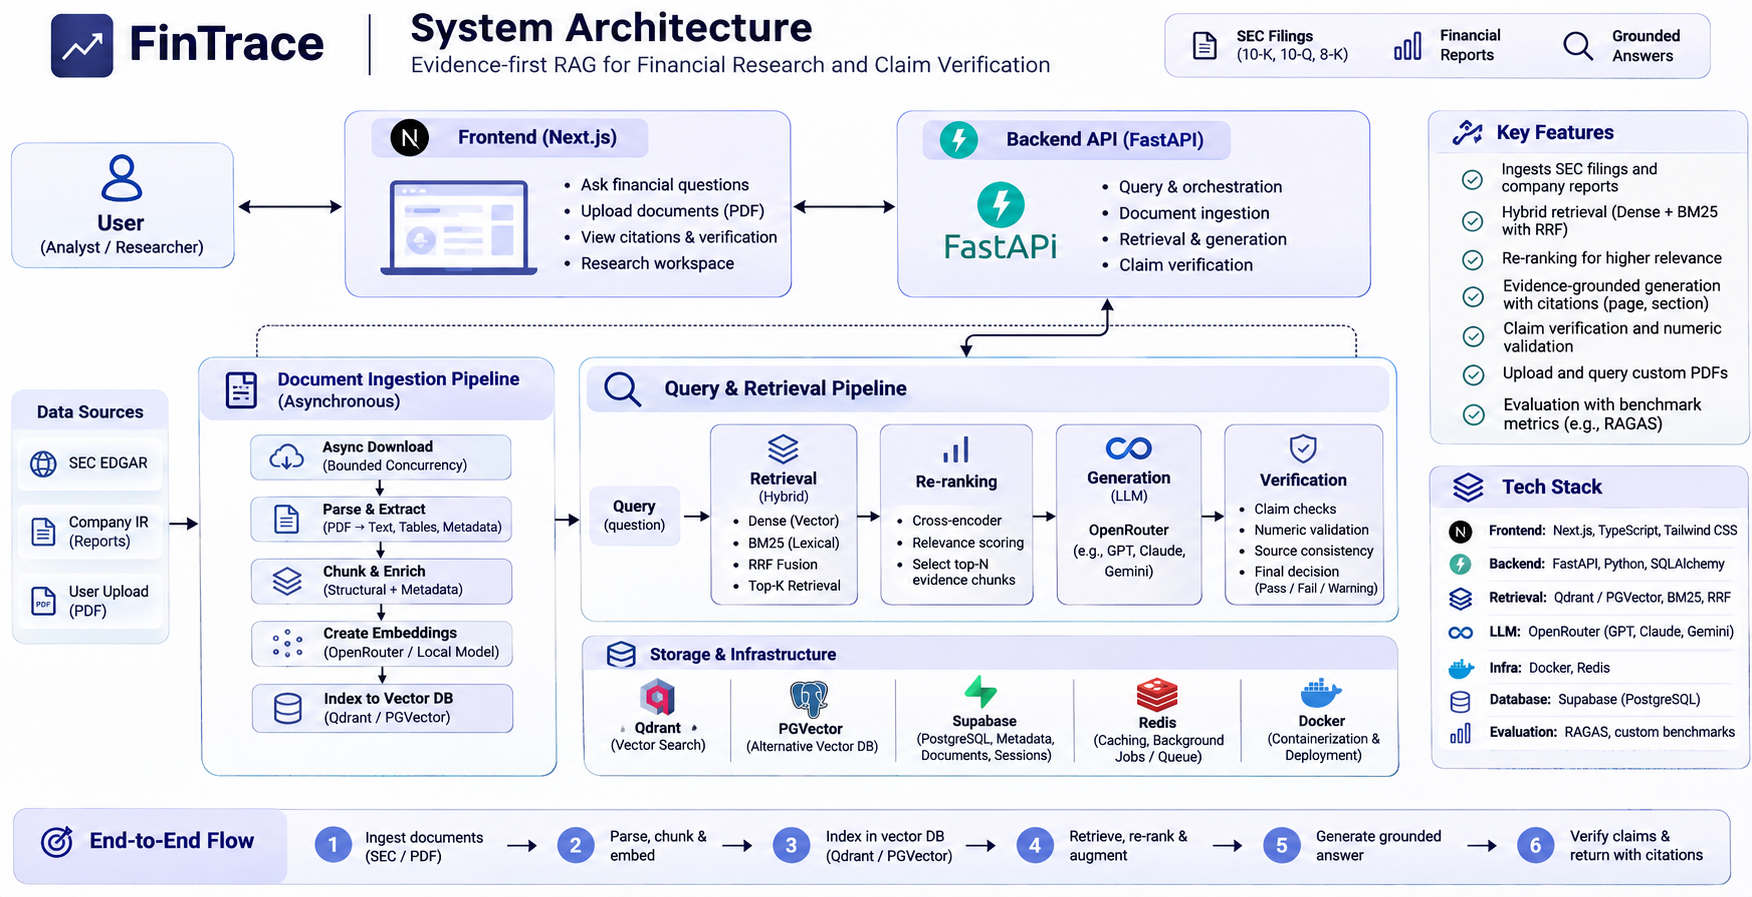 FinTrace
System Architecture
Evidence-first RAG for Financial Research and Claim Verification
SEC Filings
(10-K, 10-Q, 8-K)
Financial
Reports
Grounded
Answers
User
(Analyst / Researcher)
N
Frontend (Next.js)
• Ask financial questions
• Upload documents (PDF)
• View citations & verification
• Research workspace
Backend API (FastAPI)
FastAPi
• Query & orchestration
• Document ingestion
• Retrieval & generation
• Claim verification
Key Features
Ingests SEC filings and
company reports
Hybrid retrieval (Dense + BM25
with RRF)
Re-ranking for higher relevance
Evidence-grounded generation
with citations (page, section)
Claim verification and numeric
validation
Upload and query custom PDFs
Evaluation with benchmark
metrics (e.g., RAGAS)
Data Sources
SEC EDGAR
Company IR
(Reports)
PDF
User Upload
(PDF)
Document Ingestion Pipeline
(Asynchronous)
Async Download
(Bounded Concurrency)
Parse & Extract
(PDF → Text, Tables, Metadata)
Chunk & Enrich
(Structural + Metadata)
Create Embeddings
(OpenRouter / Local Model)
Index to Vector DB
(Qdrant / PGVector)
Query & Retrieval Pipeline
Query
(question)
Retrieval
(Hybrid)
• Dense (Vector)
• BM25 (Lexical)
• RRF Fusion
• Top-K Retrieval
Re-ranking
• Cross-encoder
• Relevance scoring
• Select top-N
evidence chunks
Generation
(LLM)
OpenRouter
(e.g., GPT, Claude,
Gemini)
Verification
• Claim checks
• Numeric validation
• Source consistency
• Final decision
(Pass / Fail / Warning)
Storage & Infrastructure
Qdrant
(Vector Search)
PGVector
(Alternative Vector DB)
Supabase
(PostgreSQL, Metadata,
Documents, Sessions)
Redis
(Caching, Background
Jobs / Queue)
Docker
(Containerization &
Deployment)
Tech Stack
N
Frontend: Next.js, TypeScript, Tailwind CSS
Backend: FastAPI, Python, SQLAlchemy
Retrieval: Qdrant / PGVector, BM25, RRF
LLM: OpenRouter (GPT, Claude, Gemini)
Infra: Docker, Redis
Database: Supabase (PostgreSQL)
Evaluation: RAGAS, custom benchmarks
End-to-End Flow
1
Ingest documents
(SEC / PDF)
2
Parse, chunk &
embed
3
Index in vector DB
(Qdrant / PGVector)
4
Retrieve, re-rank &
augment
5
Generate grounded
answer
6
Verify claims &
return with citations